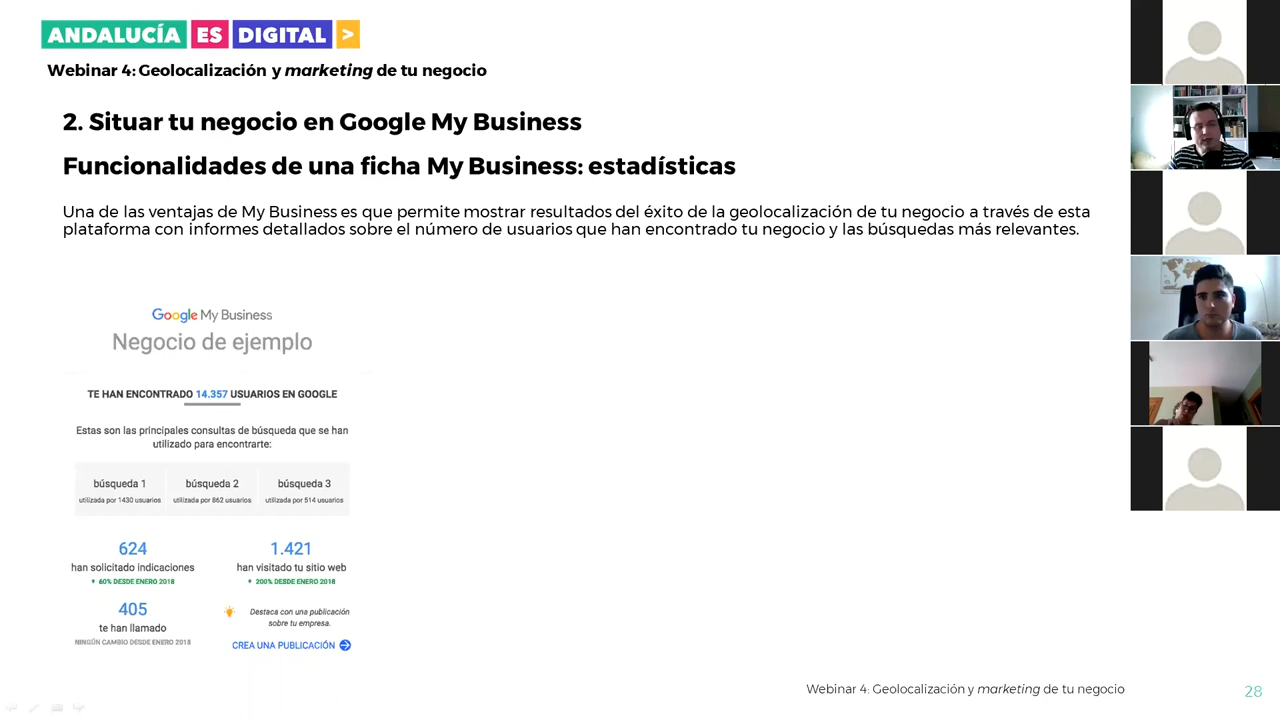 ANDALUCÍA ES DIGITAL >
Webinar 4: Geolocalización y marketing de tu negocio
2. Situar tu negocio en Google My Business
Funcionalidades de una ficha My Business: estadísticas
Una de las ventajas de My Business es que permite mostrar resultados del éxito de la geolocalización de tu negocio a través de esta
plataforma con informes detallados sobre el número de usuarios que han encontrado tu negocio y las búsquedas más relevantes.
Google My Business
Negocio de ejemplo
TE HAN ENCONTRADO 14.357 USUARIOS EN GOOGLE
Estas son las principales consultas de búsqueda que se han
utilizado para encontrarte:
búsqueda 1 búsqueda 2 búsqueda 3
utilizada por 1430 usuarios utilizada por 862 usuarios utilizada por 514 usuarios
624 1.421
han solicitado indicaciones han visitado tu sitio web
60% DESDE ENERO 2018 200% DESDE ENERO 2018
405
te han llamado
NINGÚN CAMBIO DESDE ENERO 2018
Destaca con una publicación
sobre tu empresa.
CREA UNA PUBLICACIÓN
Webinar 4: Geolocalización y marketing de tu negocio
28